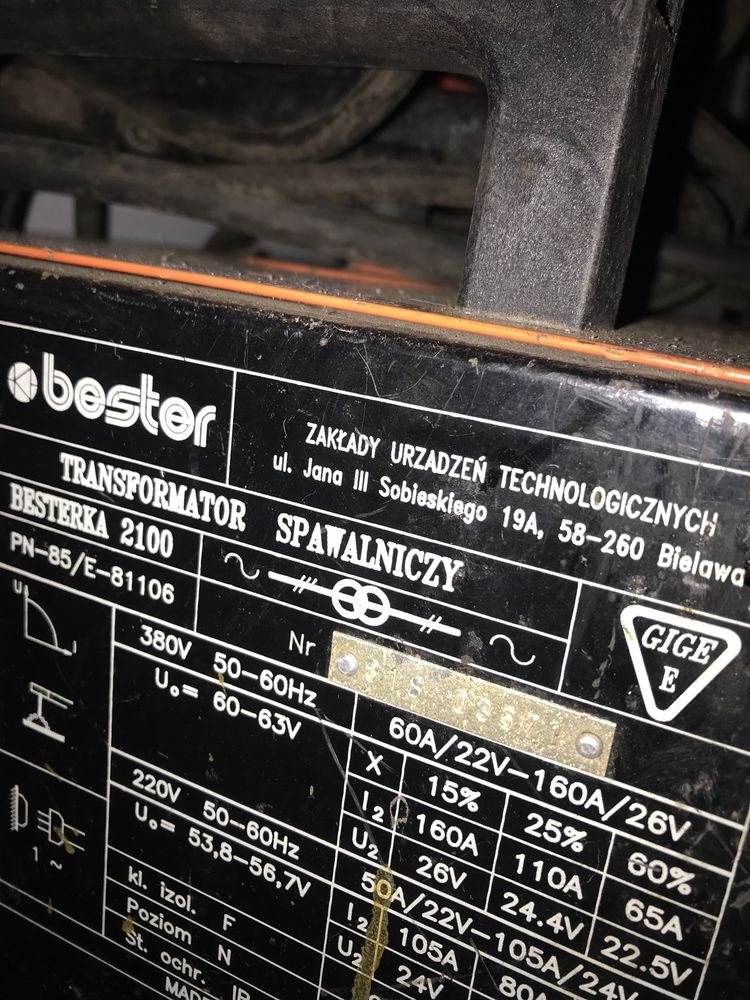 bester
ZAKŁADY URZADZEŃ TECHNOLOGICZNYCH
ul. Jana III Sobieskiego 19A, 58-260 Bielawa
TRANSFORMATOR SPAWALNICZY
BESTERKA 2100
PN-85/E-81106
Nr
GIGE
E
U
I
380V 50-60Hz
U₀= 60-63V
60A/22V-160A/26V
X 15% 25% 60%
I₂ 160A 110A 65A
U₂ 26V 24.4V 22.5V
220V 50-60Hz
U₀= 53,8-56,7V
50A/22V-105A/24V
I₂ 105A 80A
U₂ 24V
1 ~
kl. izol. F
Poziom N
St. ochr. IP
MADE